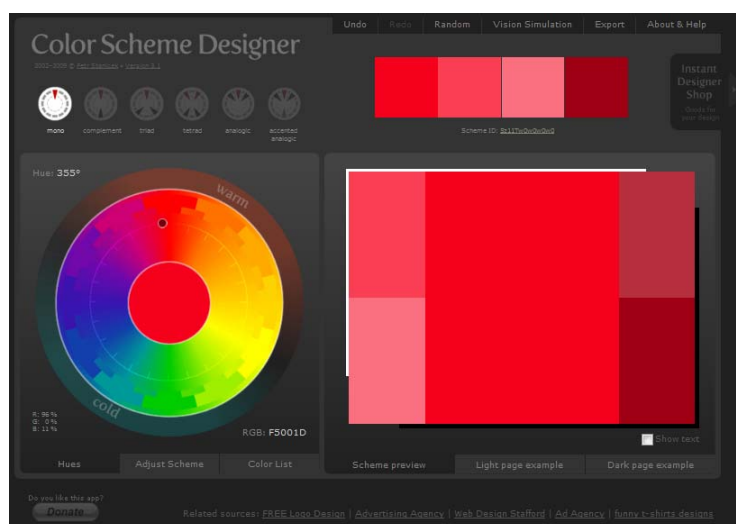 Undo Redo Random Vision Simulation Export About & Help
Color Scheme Designer
Instant
Designer
Shop
mono complement triad tetrad analogic accented
analogic
Scheme ID:
Hue: 355°
warm
cold
R: 96 %
G: 0 %
B: 11 %
RGB: F5001D
Show text
Hues Adjust Scheme Color List Scheme preview Light page example Dark page example
Do you like this app?
Donate
Related sources: FREE Logo Design | Advertising Agency | Web Design Stafford | Ad Agency | funny t-shirts designs